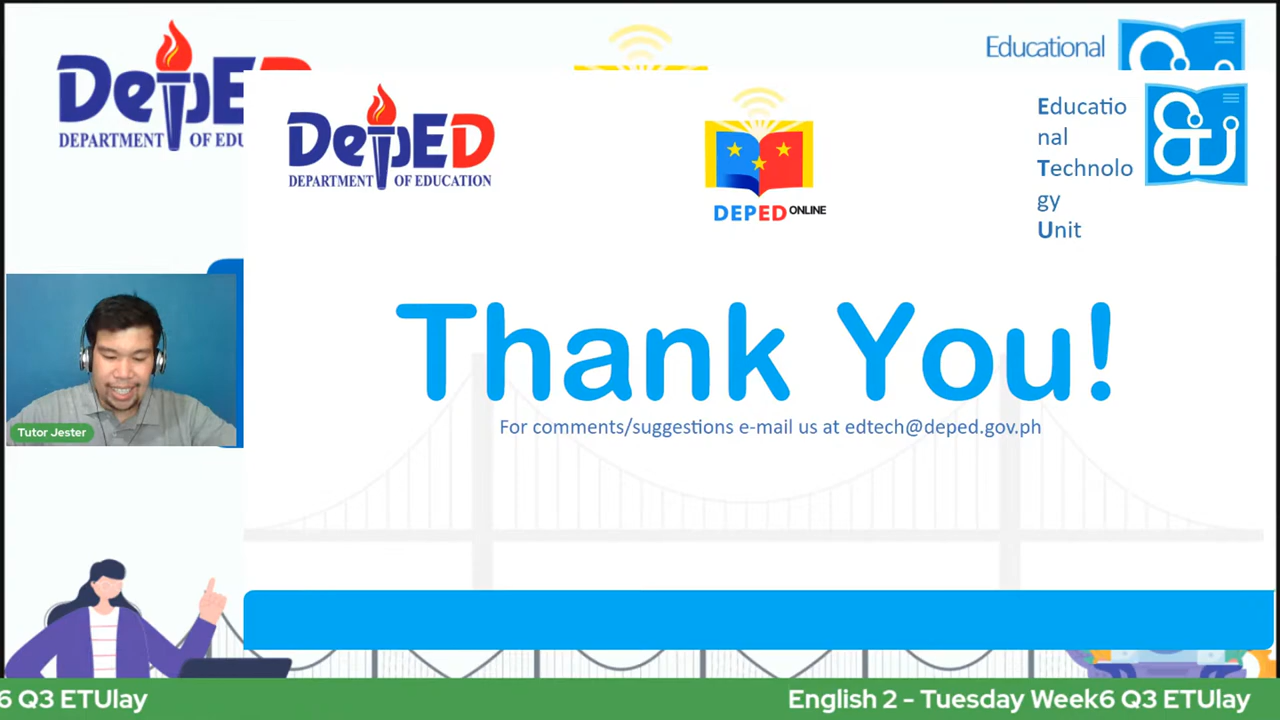 DepED
DEPARTMENT OF EDU
Educational
DepED
DEPARTMENT OF EDUCATION
DEPED ONLINE
Educatio
nal
Technolo
gy
Unit
Thank You!
For comments/suggestions e-mail us at edtech@deped.gov.ph
Tutor Jester
6 Q3 ETUlay
English 2 - Tuesday Week6 Q3 ETUlay